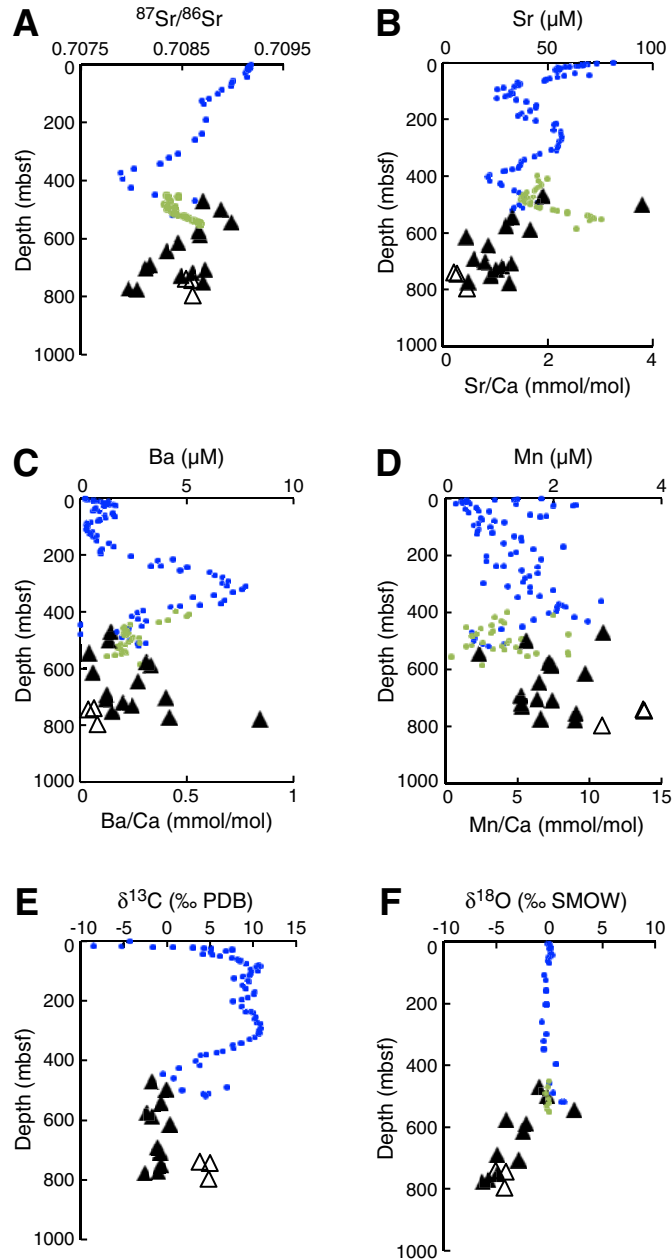 A
⁸⁷Sr/⁸⁶Sr
0.7075 0.7085 0.7095
0
200
400
600
800
1000
Depth (mbsf)
B
Sr (µM)
0 50 100
0
200
400
600
800
1000
Depth (mbsf)
0 2 4
Sr/Ca (mmol/mol)
C
Ba (µM)
0 5 10
0
200
400
600
800
1000
Depth (mbsf)
0 0.5 1
Ba/Ca (mmol/mol)
D
Mn (µM)
0 2 4
0
200
400
600
800
1000
Depth (mbsf)
0 5 10 15
Mn/Ca (mmol/mol)
E
δ¹³C (‰ PDB)
-10 -5 0 5 10 15
0
200
400
600
800
1000
Depth (mbsf)
F
δ¹⁸O (‰ SMOW)
-10 -5 0 5 10
0
200
400
600
800
1000
Depth (mbsf)